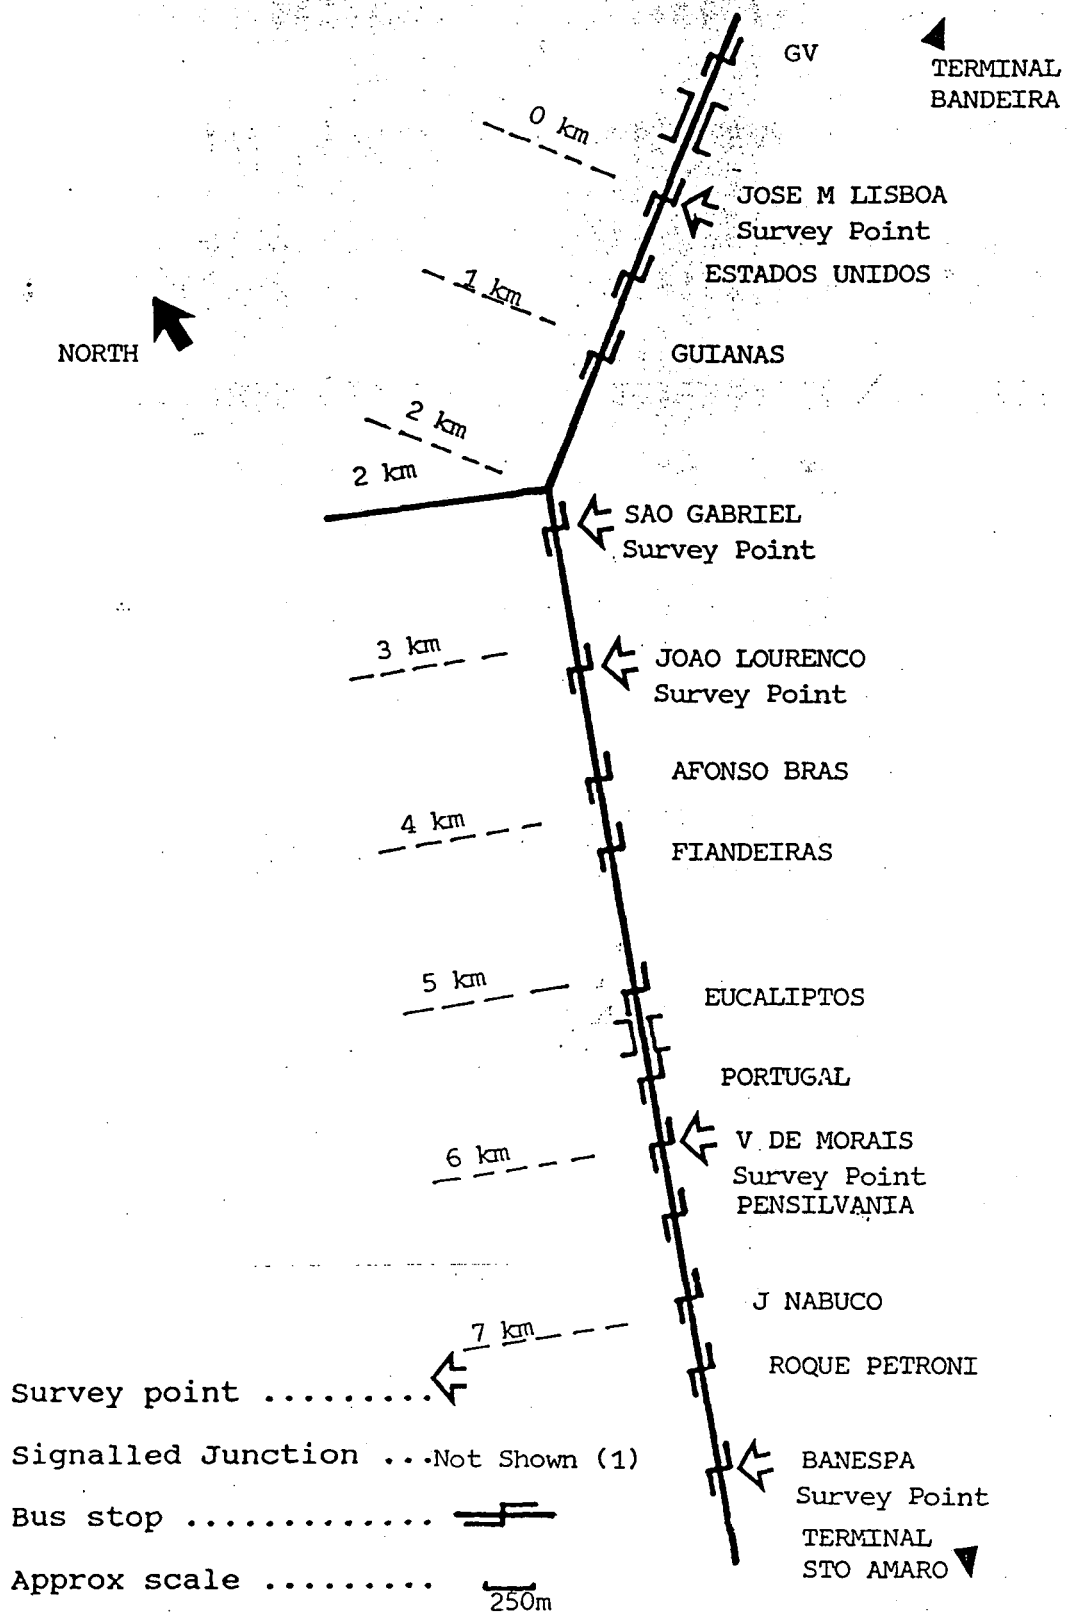 GV
TERMINAL
BANDEIRA
0 km
JOSE M LISBOA
Survey Point
ESTADOS UNIDOS
1 km
NORTH
GUIANAS
2 km
2 km
SAO GABRIEL
Survey Point
3 km
JOAO LOURENCO
Survey Point
AFONSO BRAS
4 km
FIANDEIRAS
5 km
EUCALIPTOS
PORTUGAL
V DE MORAIS
Survey Point
6 km
PENSILVANIA
J NABUCO
7 km
ROQUE PETRONI
Survey point .........
Signalled Junction ...Not Shown (1)
BANESPA
Survey Point
Bus stop .............
TERMINAL
STO AMARO
Approx scale .........
250m